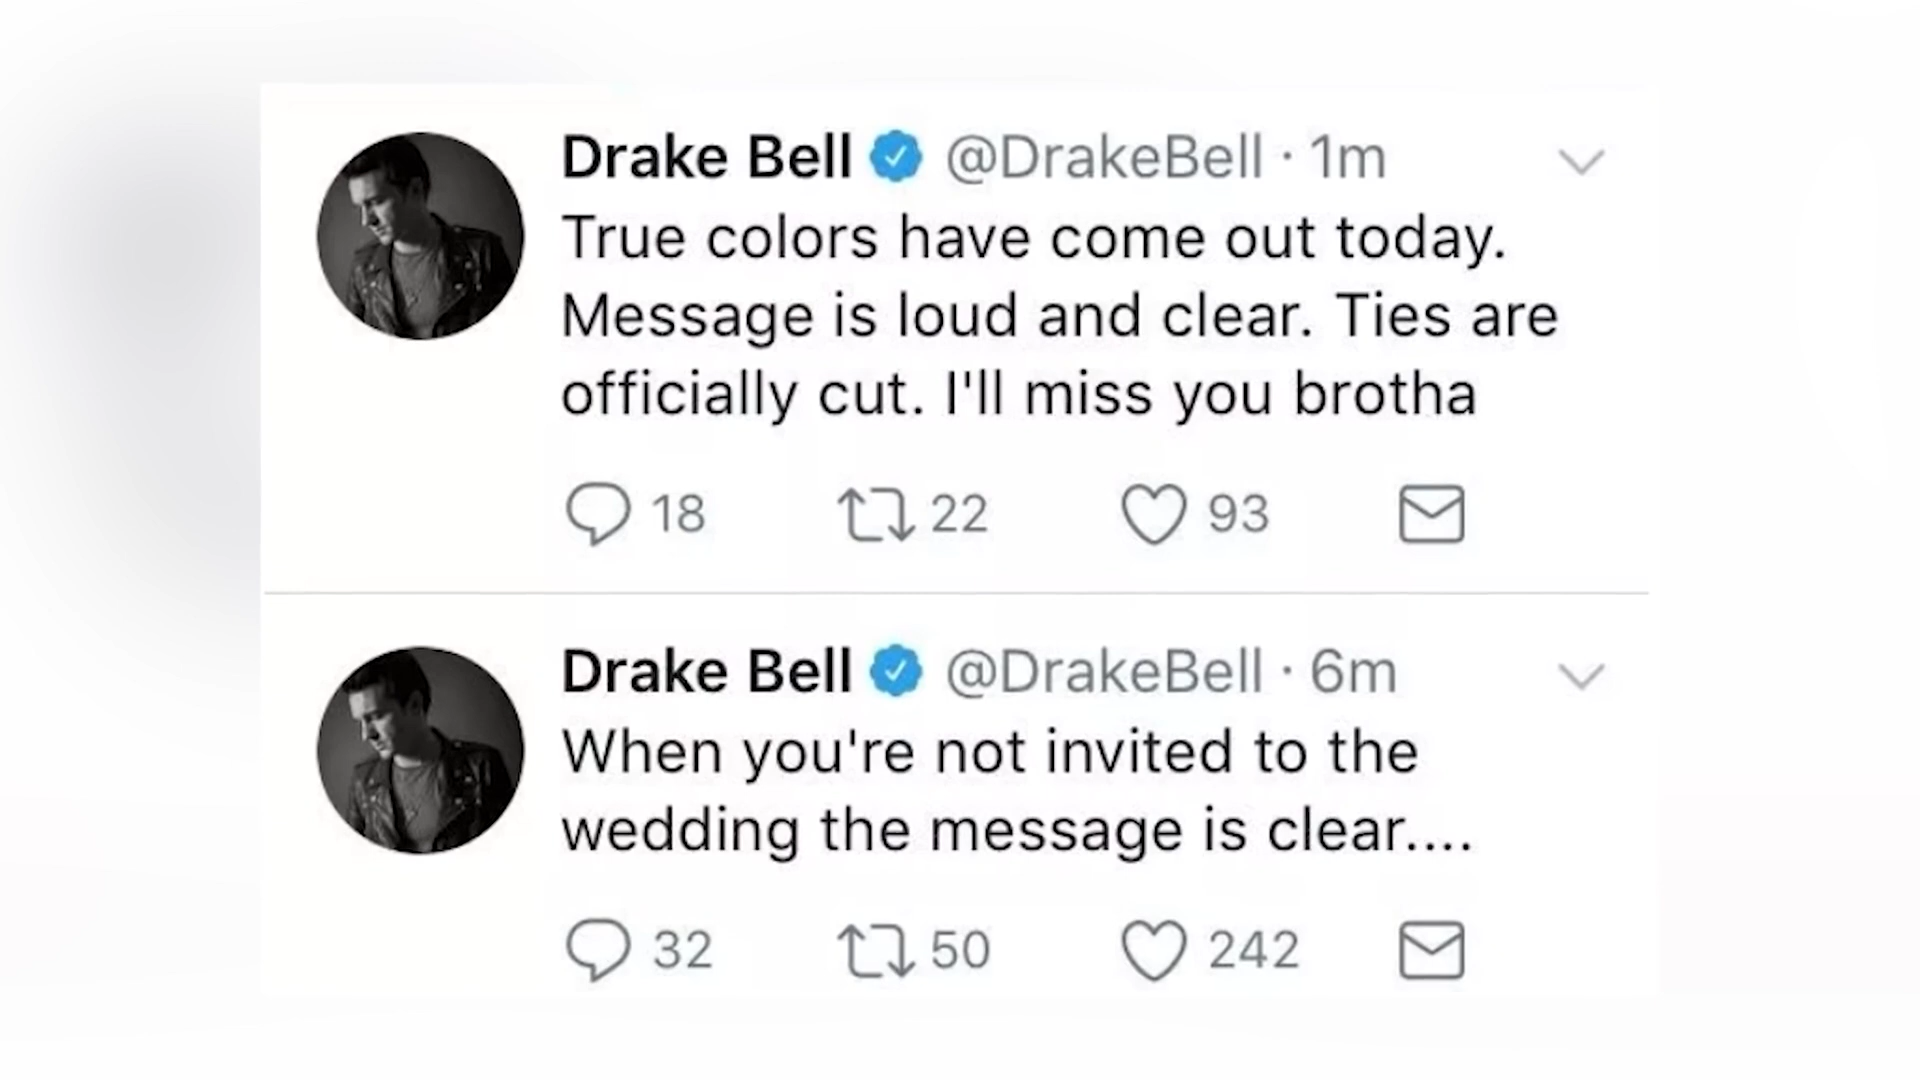 Drake Bell @DrakeBell · 1m
True colors have come out today.
Message is loud and clear. Ties are
officially cut. I'll miss you brotha
18 22 93
Drake Bell @DrakeBell · 6m
When you're not invited to the
wedding the message is clear....
32 50 242